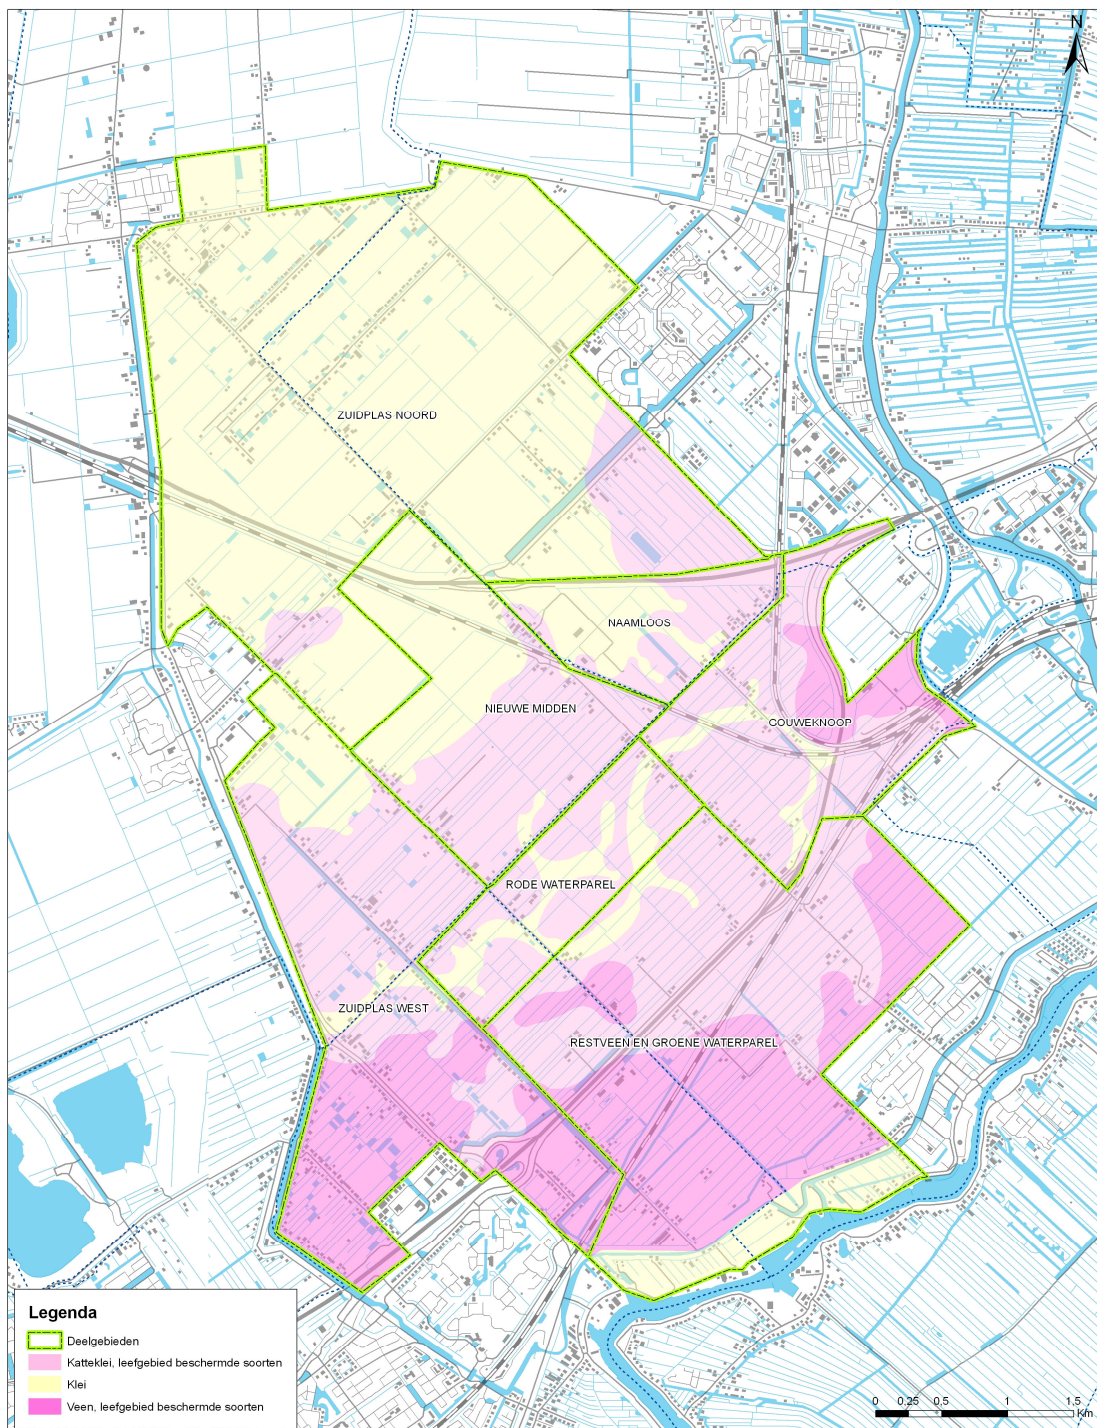 N
ZUIDPLAS NOORD
NAAMLOOS
NIEUWE MIDDEN
GOUWEKNOOP
RODE WATERPAREL
ZUIDPLAS WEST
RESTVEEN EN GROENE WATERPAREL
Legenda
Deelgebieden
Katteklei, leefgebied beschermde soorten
Klei
Veen, leefgebied beschermde soorten
0 0,25 0,5 1 1,5
Km